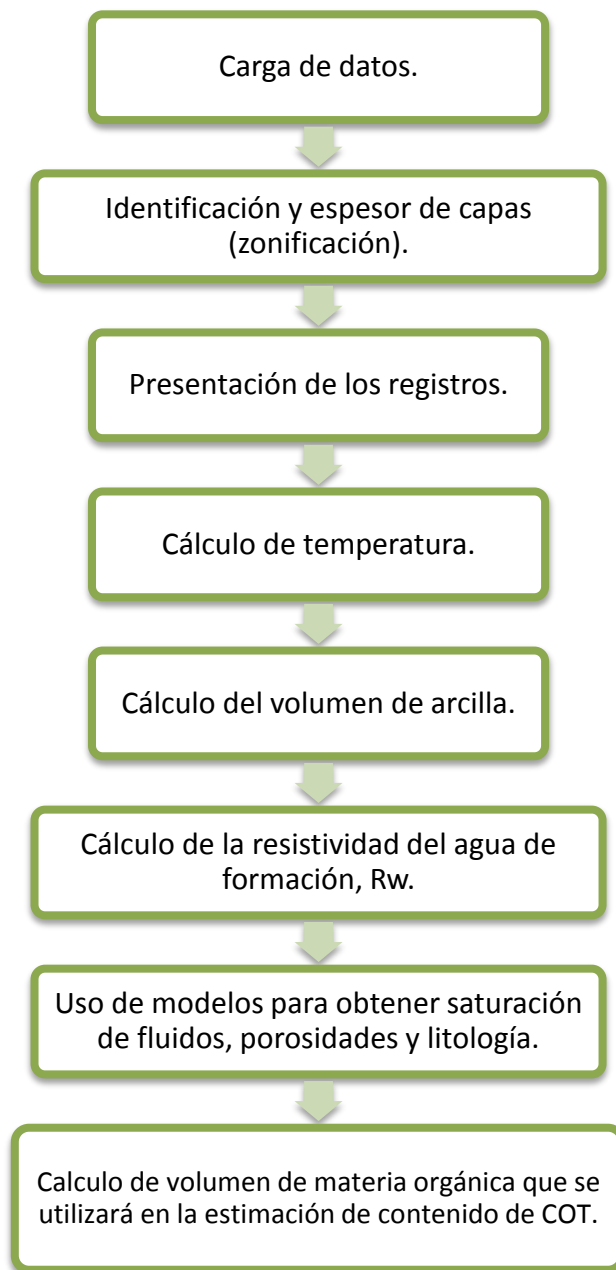 Carga de datos.
Identificación y espesor de capas
(zonificación).
Presentación de los registros.
Cálculo de temperatura.
Cálculo del volumen de arcilla.
Cálculo de la resistividad del agua de
formación, Rw.
Uso de modelos para obtener saturación
de fluidos, porosidades y litología.
Calculo de volumen de materia orgánica que se
utilizará en la estimación de contenido de COT.